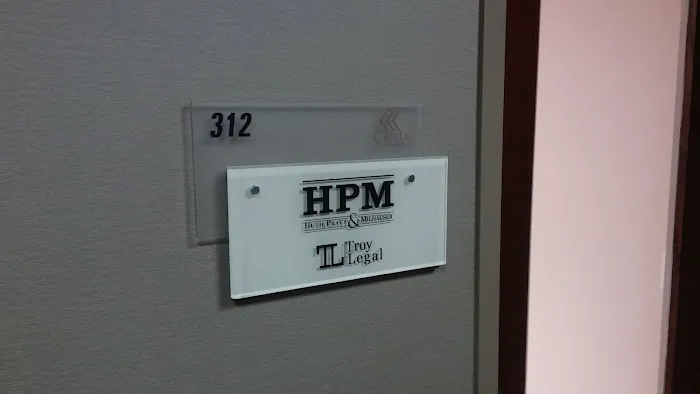 312
HPM
HUTH PRATT & MILHAUSER
TL Troy
Legal